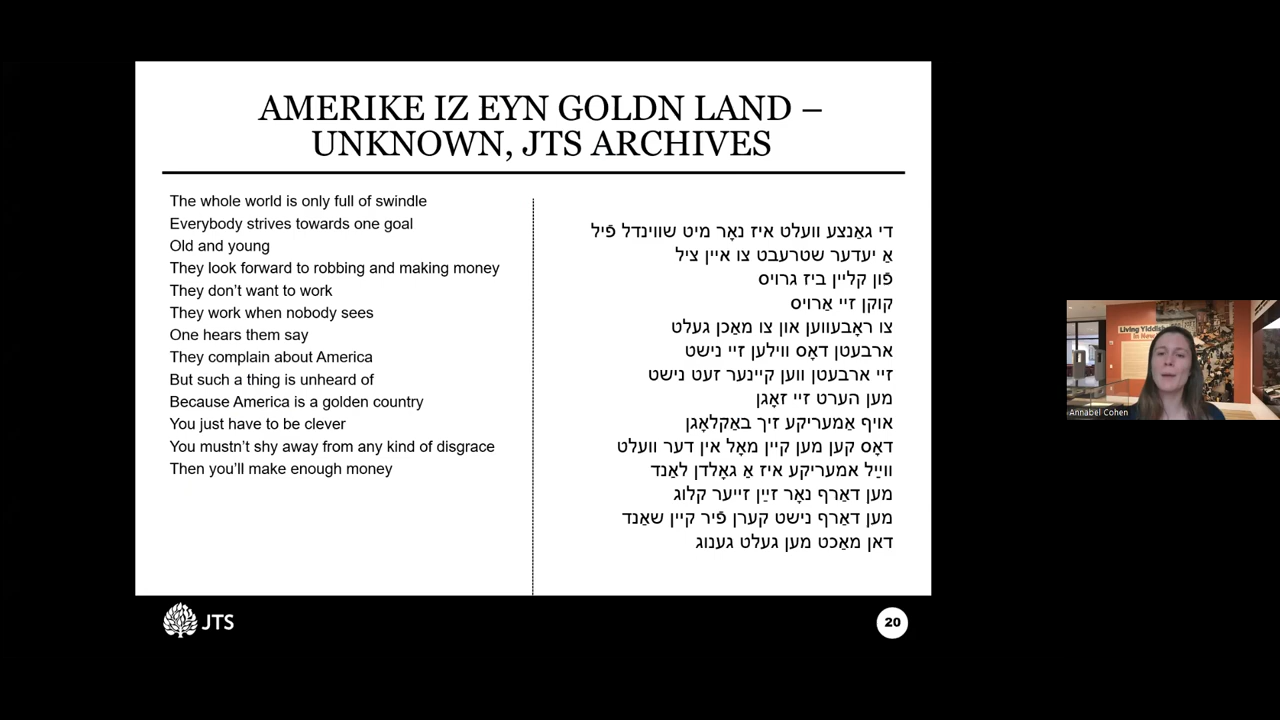 AMERIKE IZ EYN GOLDN LAND –
UNKNOWN, JTS ARCHIVES
The whole world is only full of swindle
Everybody strives towards one goal
Old and young
They look forward to robbing and making money
They don't want to work
They work when nobody sees
One hears them say
They complain about America
But such a thing is unheard of
Because America is a golden country
You just have to be clever
You mustn't shy away from any kind of disgrace
Then you'll make enough money
די גאַנצע וועלט איז נאָר מיט שווינדל פֿיל
אַ יעדער שטרעבט צו איין ציל
פֿון קליין ביז גרויס
קוקן זיי אַרויס
צו ראָבעווען און צו מאַכן געלט
ארבעטן דאָס ווילען זיי נישט
זיי ארבעטן ווען קיינער זעט נישט
מען הערט זיי זאָגן
אויף אַמעריקע זיך באַקלאָגן
דאָס קען מען קיין מאָל אין דער וועלט
ווײַל אמעריקע איז אַ גאָלדן לאַנד
מען דאַרף נאָר זײַן זייער קלוג
מען דאַרף נישט קערן פֿיר קיין שאַנד
דאן מאַכט מען געלט גענוג
JTS
20
Living Yiddish
in New
Annabel Cohen